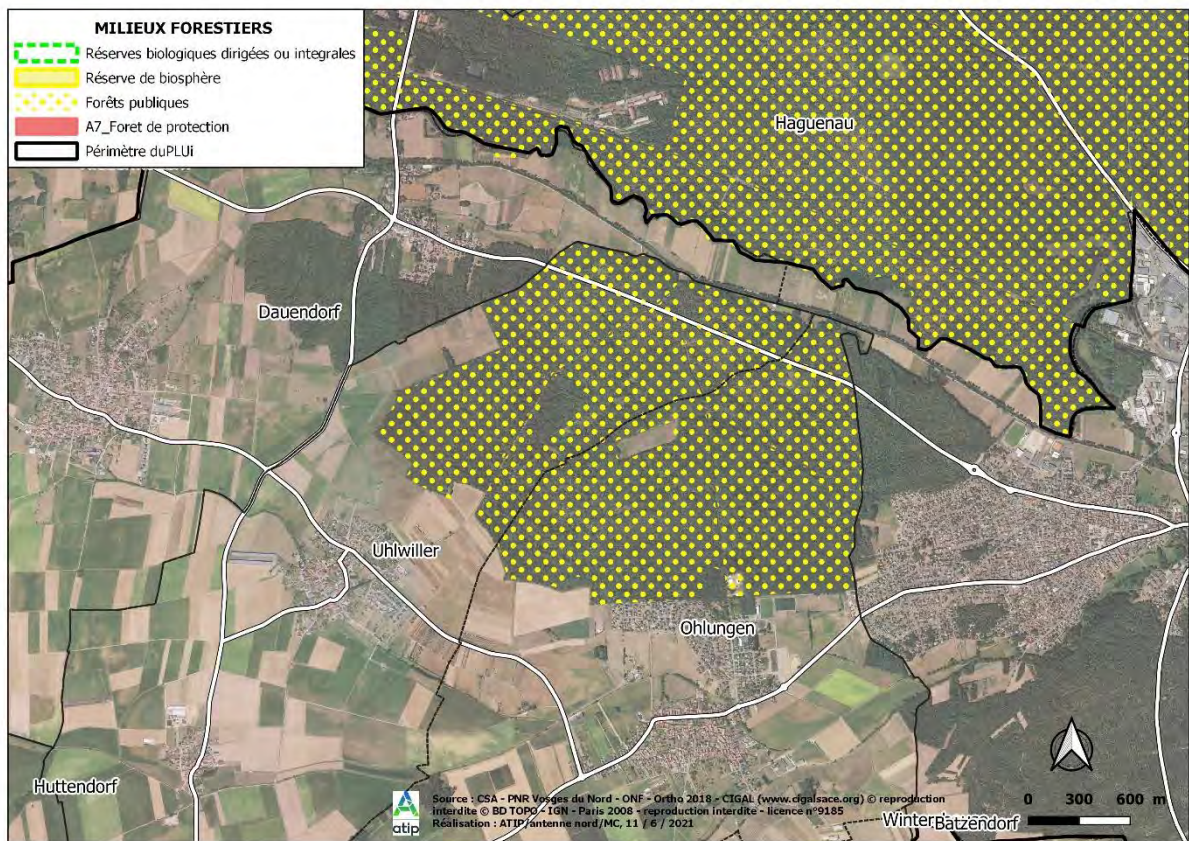 MILIEUX FORESTIERS
Réserves biologiques dirigées ou integrales
Réserve de biosphère
Forêts publiques
A7_Foret de protection
Périmètre duPLUi
Haguenau
Dauendorf
Uhlwiller
Ohlungen
Huttendorf
Batzendorf
0 300 600 m
atip
Source : CSA - PNR Vosges du Nord - ONF - Ortho 2018 - CIGAL (www.cigalsace.org) © reproduction
interdite © BD TOPO - IGN - Paris 2008 - reproduction interdite - licence n°9185
Réalisation : ATIP/antenne nord/MC, 11 / 6 / 2021